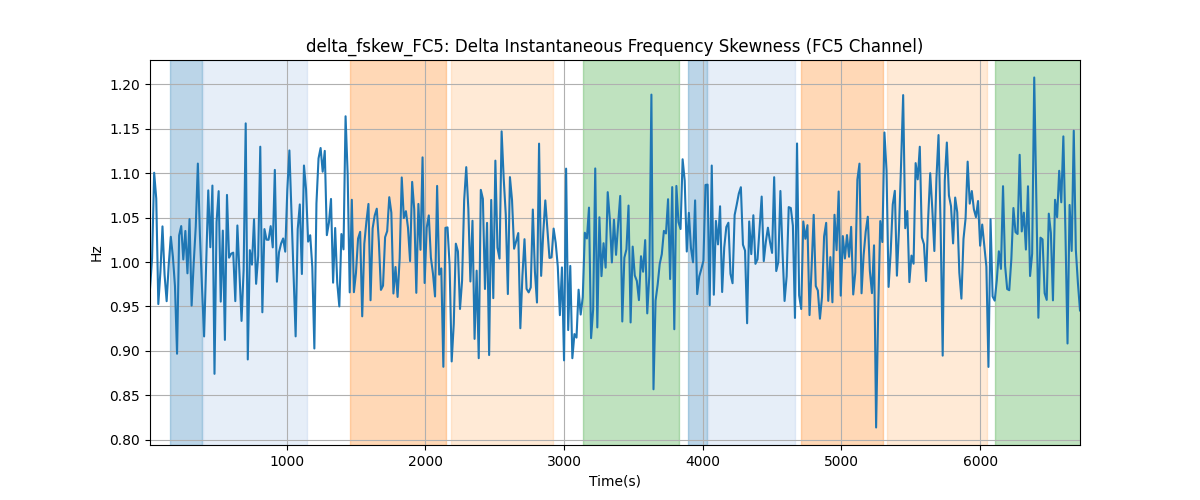 delta_fskew_FC5: Delta Instantaneous Frequency Skewness (FC5 Channel)
1.20
1.15
1.10
1.05
1.00
0.95
0.90
0.85
0.80
Hz
1000 2000 3000 4000 5000 6000
Time(s)